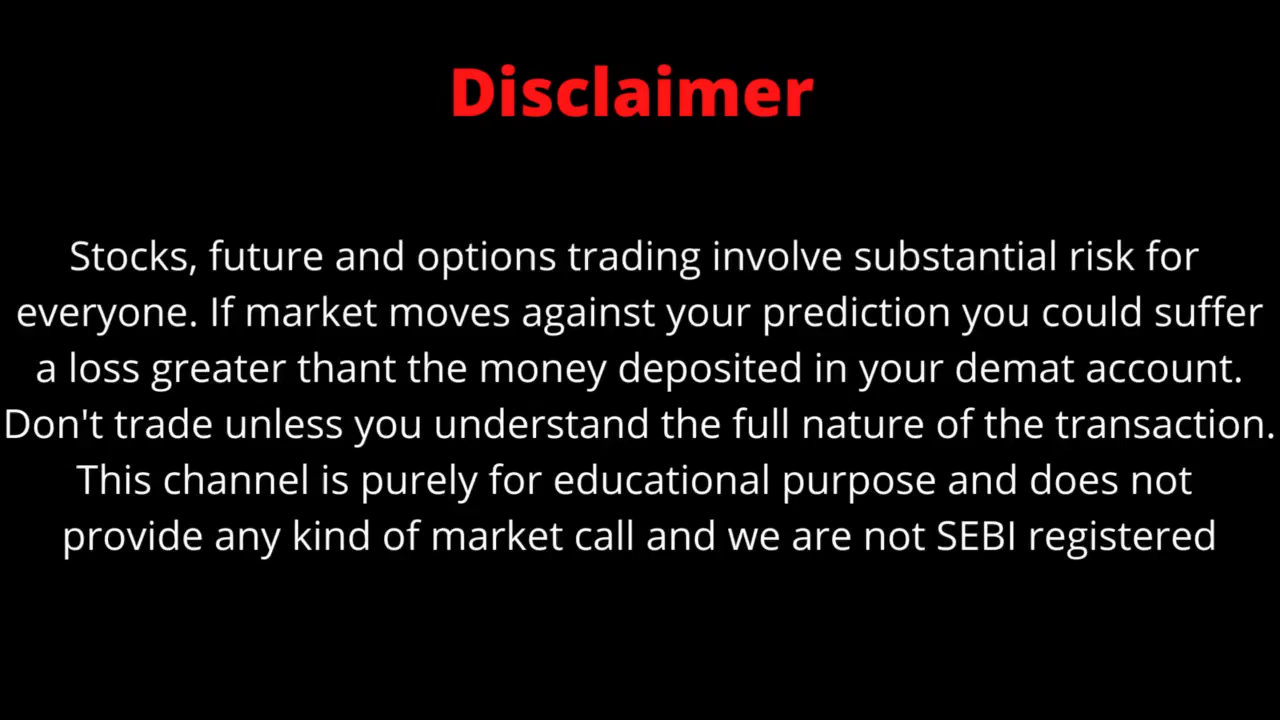 Disclaimer
Stocks, future and options trading involve substantial risk for
everyone. If market moves against your prediction you could suffer
a loss greater thant the money deposited in your demat account.
Don't trade unless you understand the full nature of the transaction.
This channel is purely for educational purpose and does not
provide any kind of market call and we are not SEBI registered